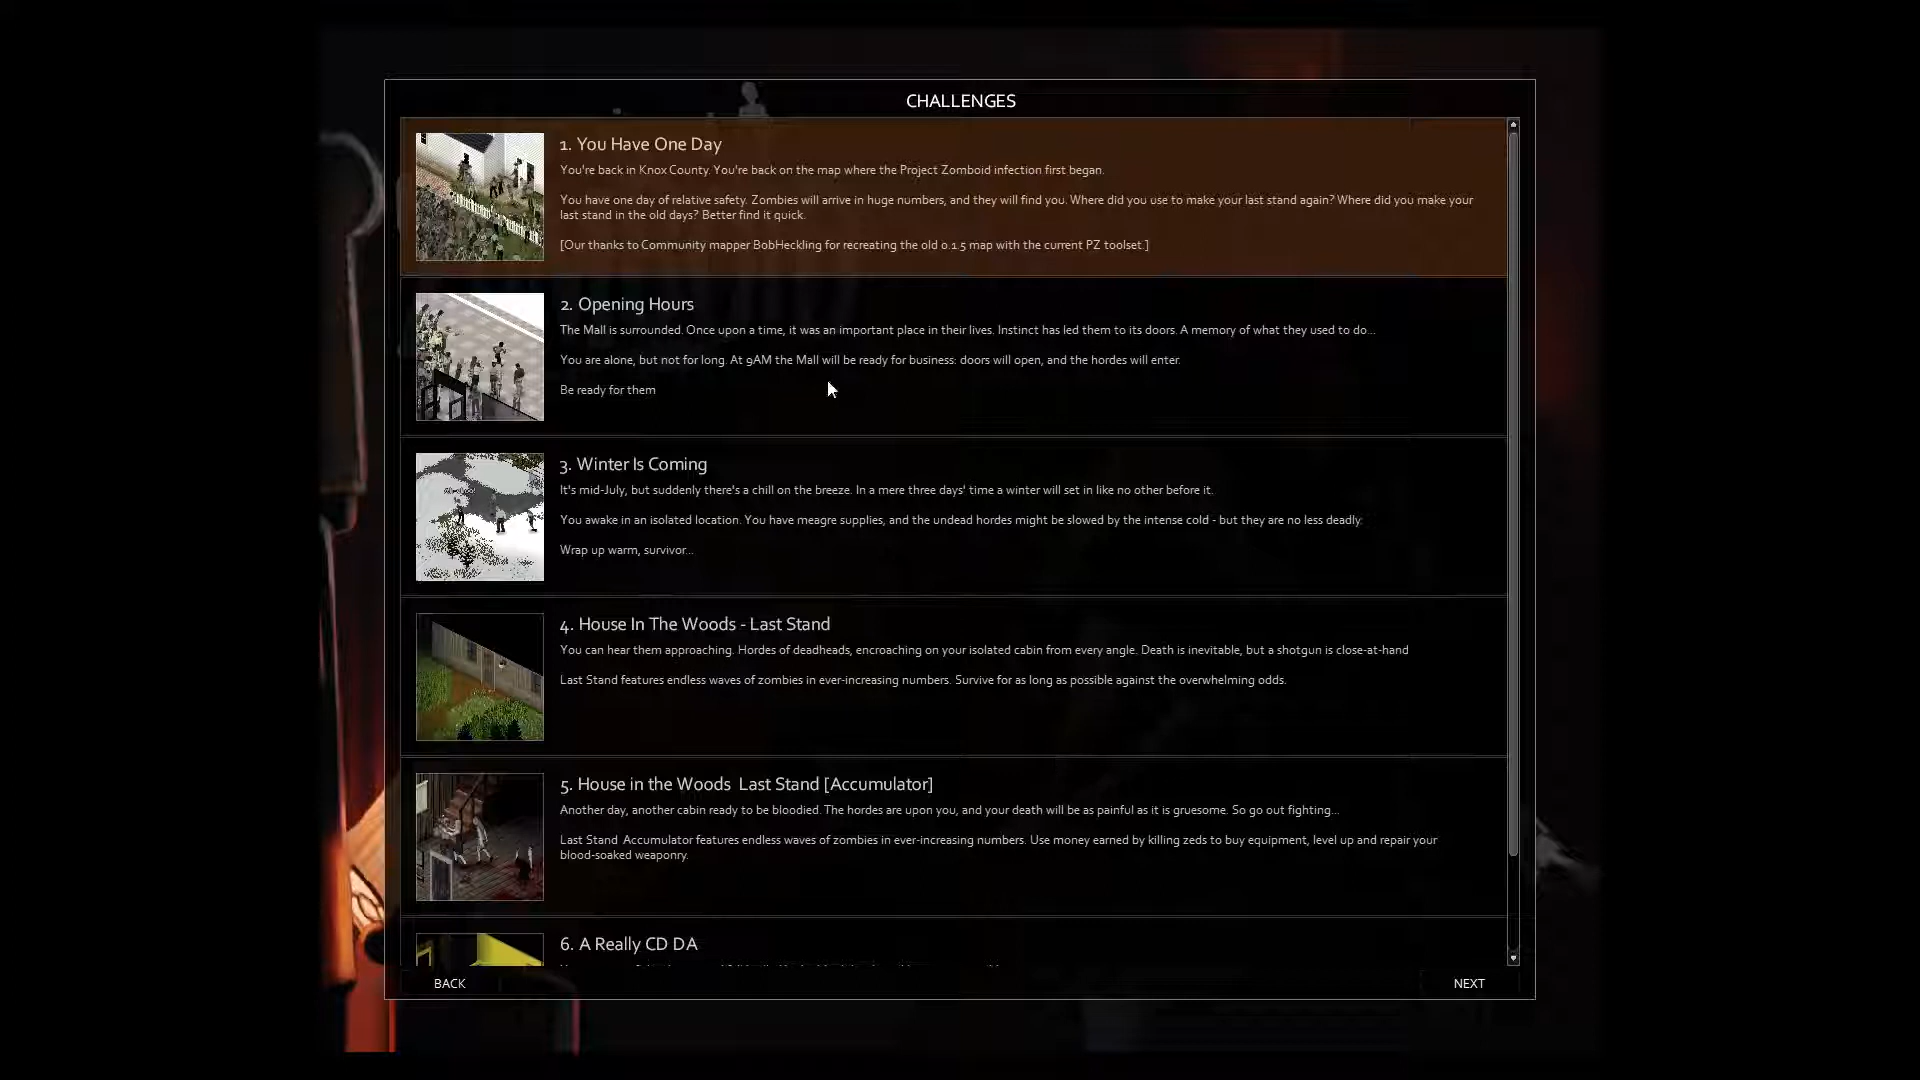 CHALLENGES
1. You Have One Day
You're back in Knox County. You're back on the map where the Project Zomboid infection first began.
You have one day of relative safety. Zombies will arrive in huge numbers, and they will find you. Where did you use to make your last stand again? Where did you make your
last stand in the old days? Better find it quick.
[Our thanks to Community mapper BobHeckling for recreating the old 0.1.5 map with the current PZ toolset.]
2. Opening Hours
The Mall is surrounded. Once upon a time, it was an important place in their lives. Instinct has led them to its doors. A memory of what they used to do...
You are alone, but not for long. At 9AM the Mall will be ready for business: doors will open, and the hordes will enter.
Be ready for them
3. Winter Is Coming
It's mid-July, but suddenly there's a chill on the breeze. In a mere three days' time a winter will set in like no other before it.
You awake in an isolated location. You have meagre supplies, and the undead hordes might be slowed by the intense cold - but they are no less deadly.
Wrap up warm, survivor...
4. House In The Woods - Last Stand
You can hear them approaching. Hordes of deadheads, encroaching on your isolated cabin from every angle. Death is inevitable, but a shotgun is close-at-hand
Last Stand features endless waves of zombies in ever-increasing numbers. Survive for as long as possible against the overwhelming odds.
5. House in the Woods Last Stand [Accumulator]
Another day, another cabin ready to be bloodied. The hordes are upon you, and your death will be as painful as it is gruesome. So go out fighting...
Last Stand Accumulator features endless waves of zombies in ever-increasing numbers. Use money earned by killing zeds to buy equipment, level up and repair your
blood-soaked weaponry.
6. A Really CD DA
BACK
NEXT